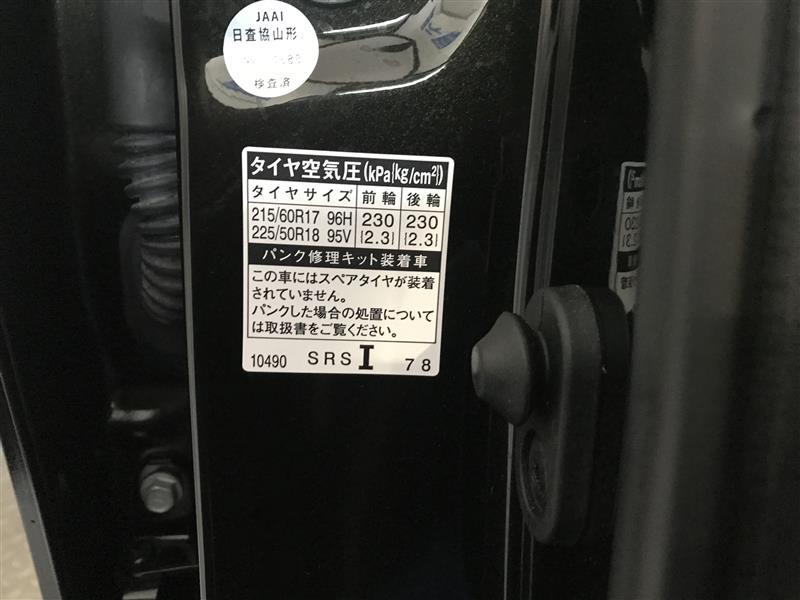 JAAI
日査協山形
検査済
タイヤ空気圧(kPa{kg/cm²})
タイヤサイズ 前輪 後輪
215/60R17 96H 230 230
225/50R18 95V {2.3} {2.3}
パンク修理キット装着車
この車にはスペアタイヤが装着
されていません。
パンクした場合の処置について
は取扱書をご覧ください。
10490 SRS I 78